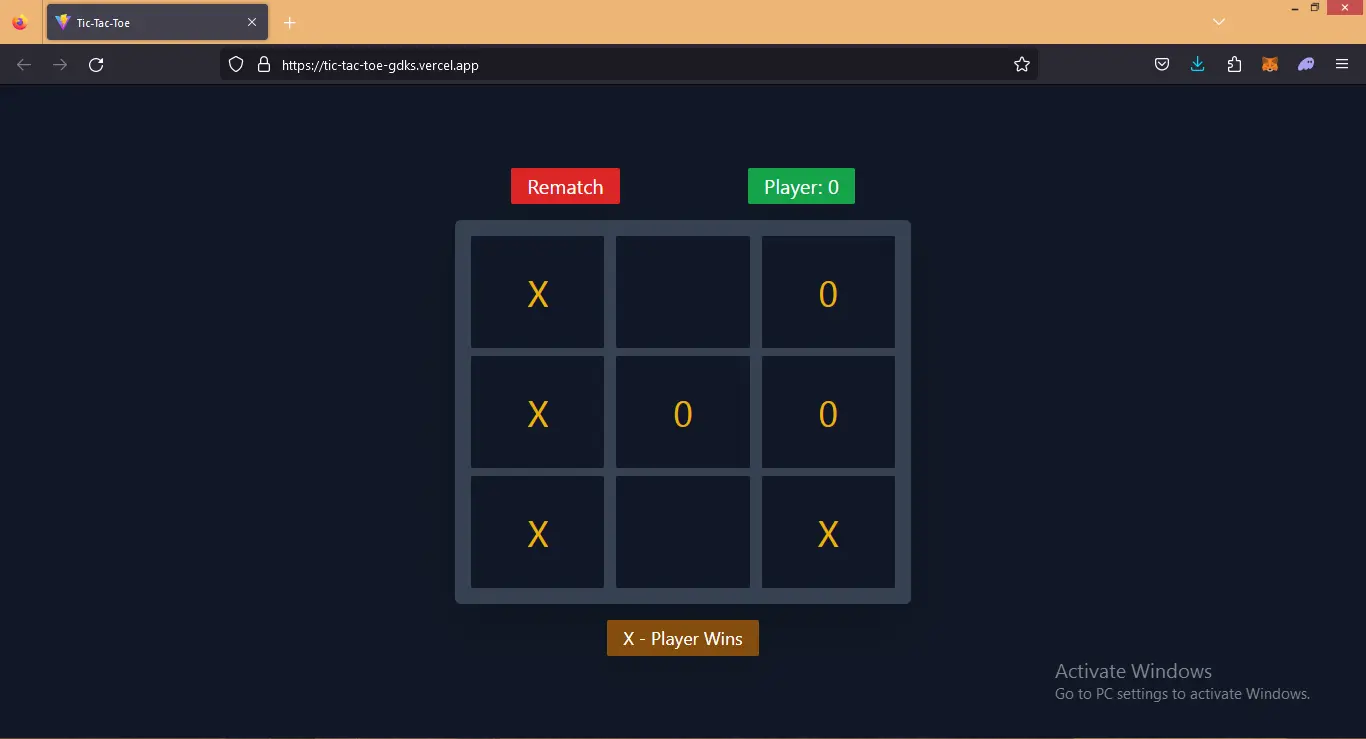 Tic-Tac-Toe
https://tic-tac-toe-gdks.vercel.app
Rematch
Player: 0
X 0
X 0 0
X X
X - Player Wins
Activate Windows
Go to PC settings to activate Windows.